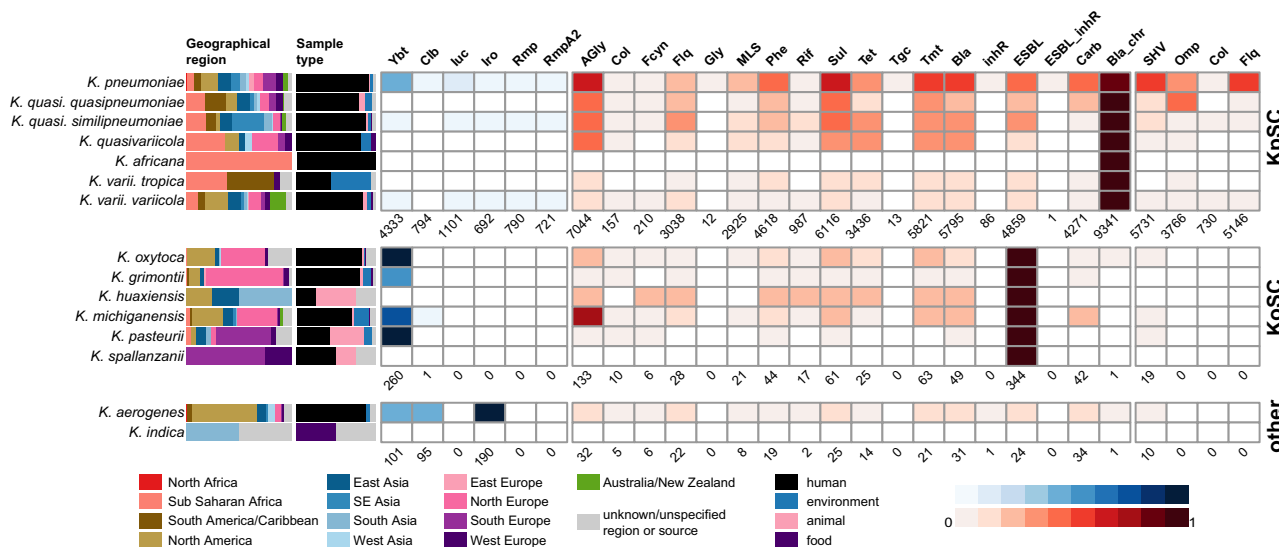 Geographical region
Sample type
Ybt Clb Iuc Iro Rmp RmpA2 AGly Col Fcyn Flq Gly MLS Phe Rif Sul Tet Tgc Tmt Bla inhR ESBL ESBL_inhR Carb Bla_chr SHV Omp Col Flq
K. pneumoniae
K. quasi. quasipneumoniae
K. quasi. similipneumoniae
K. quasivariicola
K. africana
K. varii. tropica
K. varii. variicola
KpSC
4333 794 1101 692 790 721 7044 157 210 3038 12 2925 4618 987 6116 3436 13 5821 5795 86 4859 1 4271 9341 5731 3766 730 5146
K. oxytoca
K. grimontii
K. huaxiensis
K. michiganensis
K. pasteurii
K. spallanzanii
KoSC
260 1 0 0 0 0 133 10 6 28 0 21 44 17 61 25 0 63 49 0 344 0 42 1 19 0 0 0
K. aerogenes
K. indica
other
101 95 0 190 0 0 32 5 6 22 0 8 19 2 25 14 0 21 31 1 24 0 34 1 10 0 0 0
North Africa
Sub Saharan Africa
South America/Caribbean
North America
East Asia
SE Asia
South Asia
West Asia
East Europe
North Europe
South Europe
West Europe
Australia/New Zealand
unknown/unspecified
region or source
human
environment
animal
food
0 1